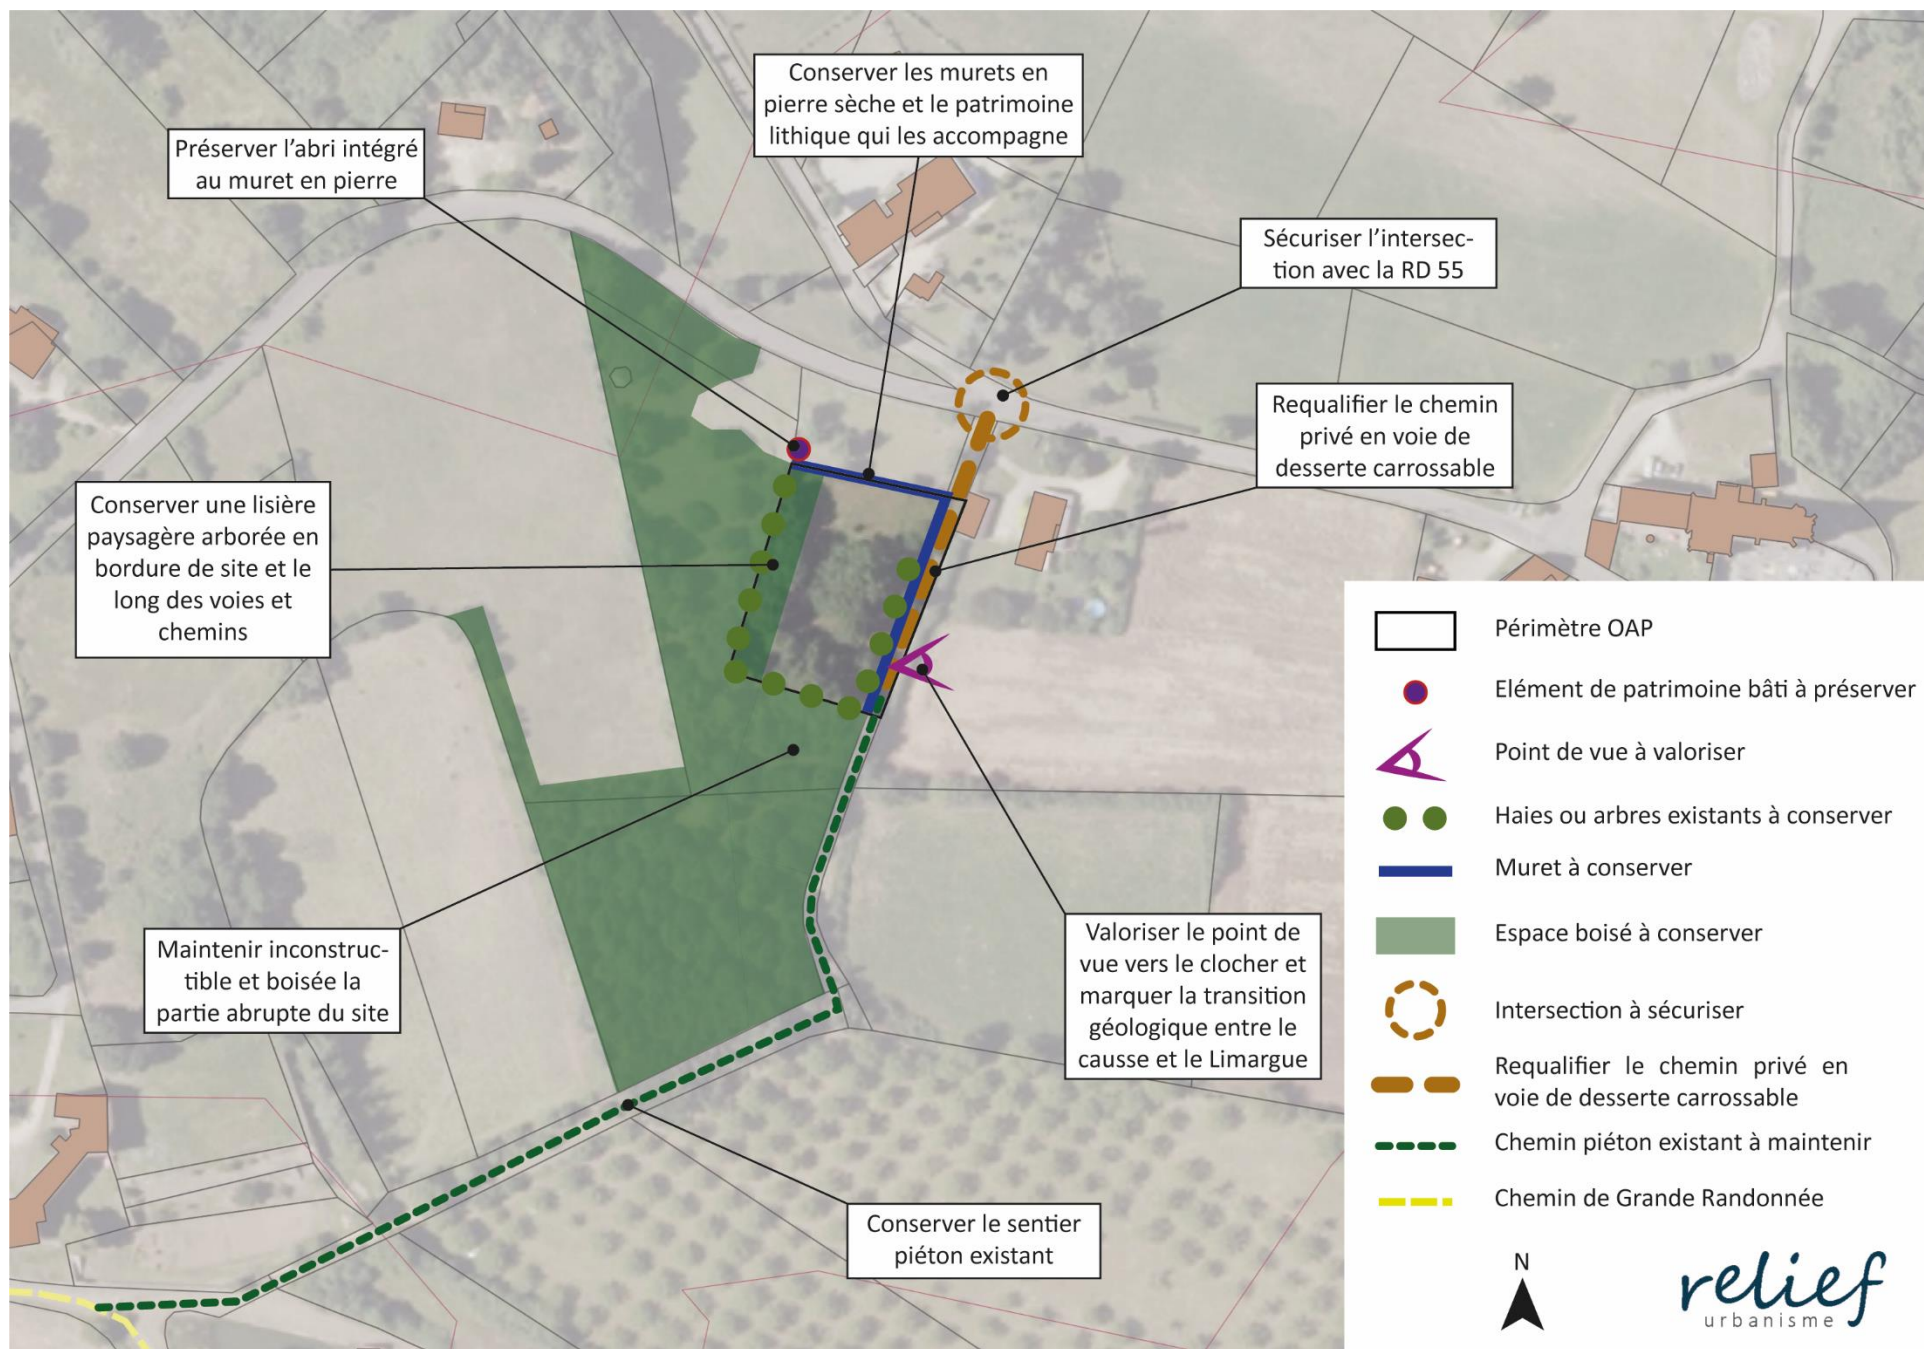 Conserver les murets en
pierre sèche et le patrimoine
lithique qui les accompagne
Préserver l'abri intégré
au muret en pierre
Sécuriser l'intersec-
tion avec la RD 55
Requalifier le chemin
privé en voie de
desserte carrossable
Conserver une lisière
paysagère arborée en
bordure de site et le
long des voies et
chemins
Maintenir inconstruc-
tible et boisée la
partie abrupte du site
Valoriser le point de
vue vers le clocher et
marquer la transition
géologique entre le
causse et le Limargue
Conserver le sentier
piéton existant
Périmètre OAP
Elément de patrimoine bâti à préserver
Point de vue à valoriser
Haies ou arbres existants à conserver
Muret à conserver
Espace boisé à conserver
Intersection à sécuriser
Requalifier le chemin privé en
voie de desserte carrossable
Chemin piéton existant à maintenir
Chemin de Grande Randonnée
N
relief
urbanisme